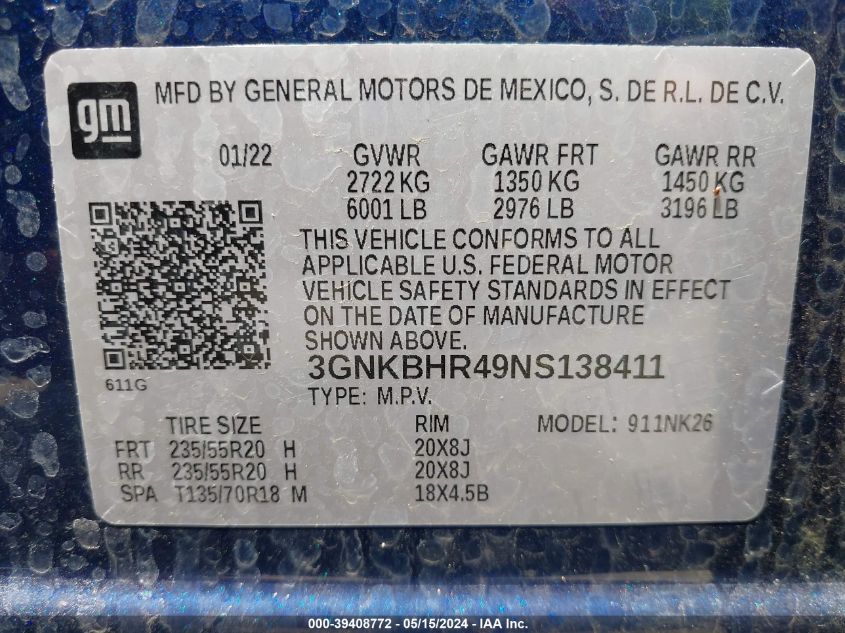 gm
MFD BY GENERAL MOTORS DE MEXICO, S. DE R.L. DE C.V.
01/22 GVWR GAWR FRT GAWR RR
2722 KG 1350 KG 1450 KG
6001 LB 2976 LB 3196 LB
THIS VEHICLE CONFORMS TO ALL
APPLICABLE U.S. FEDERAL MOTOR
VEHICLE SAFETY STANDARDS IN EFFECT
ON THE DATE OF MANUFACTURE
SHOWN ABOVE.
3GNKBHR49NS138411
611G
TYPE: M.P.V.
TIRE SIZE RIM MODEL: 911NK26
FRT 235/55R20 H 20X8J
RR 235/55R20 H 20X8J
SPA T135/70R18 M 18X4.5B
000-39408772 - 05/15/2024 - IAAI.COM